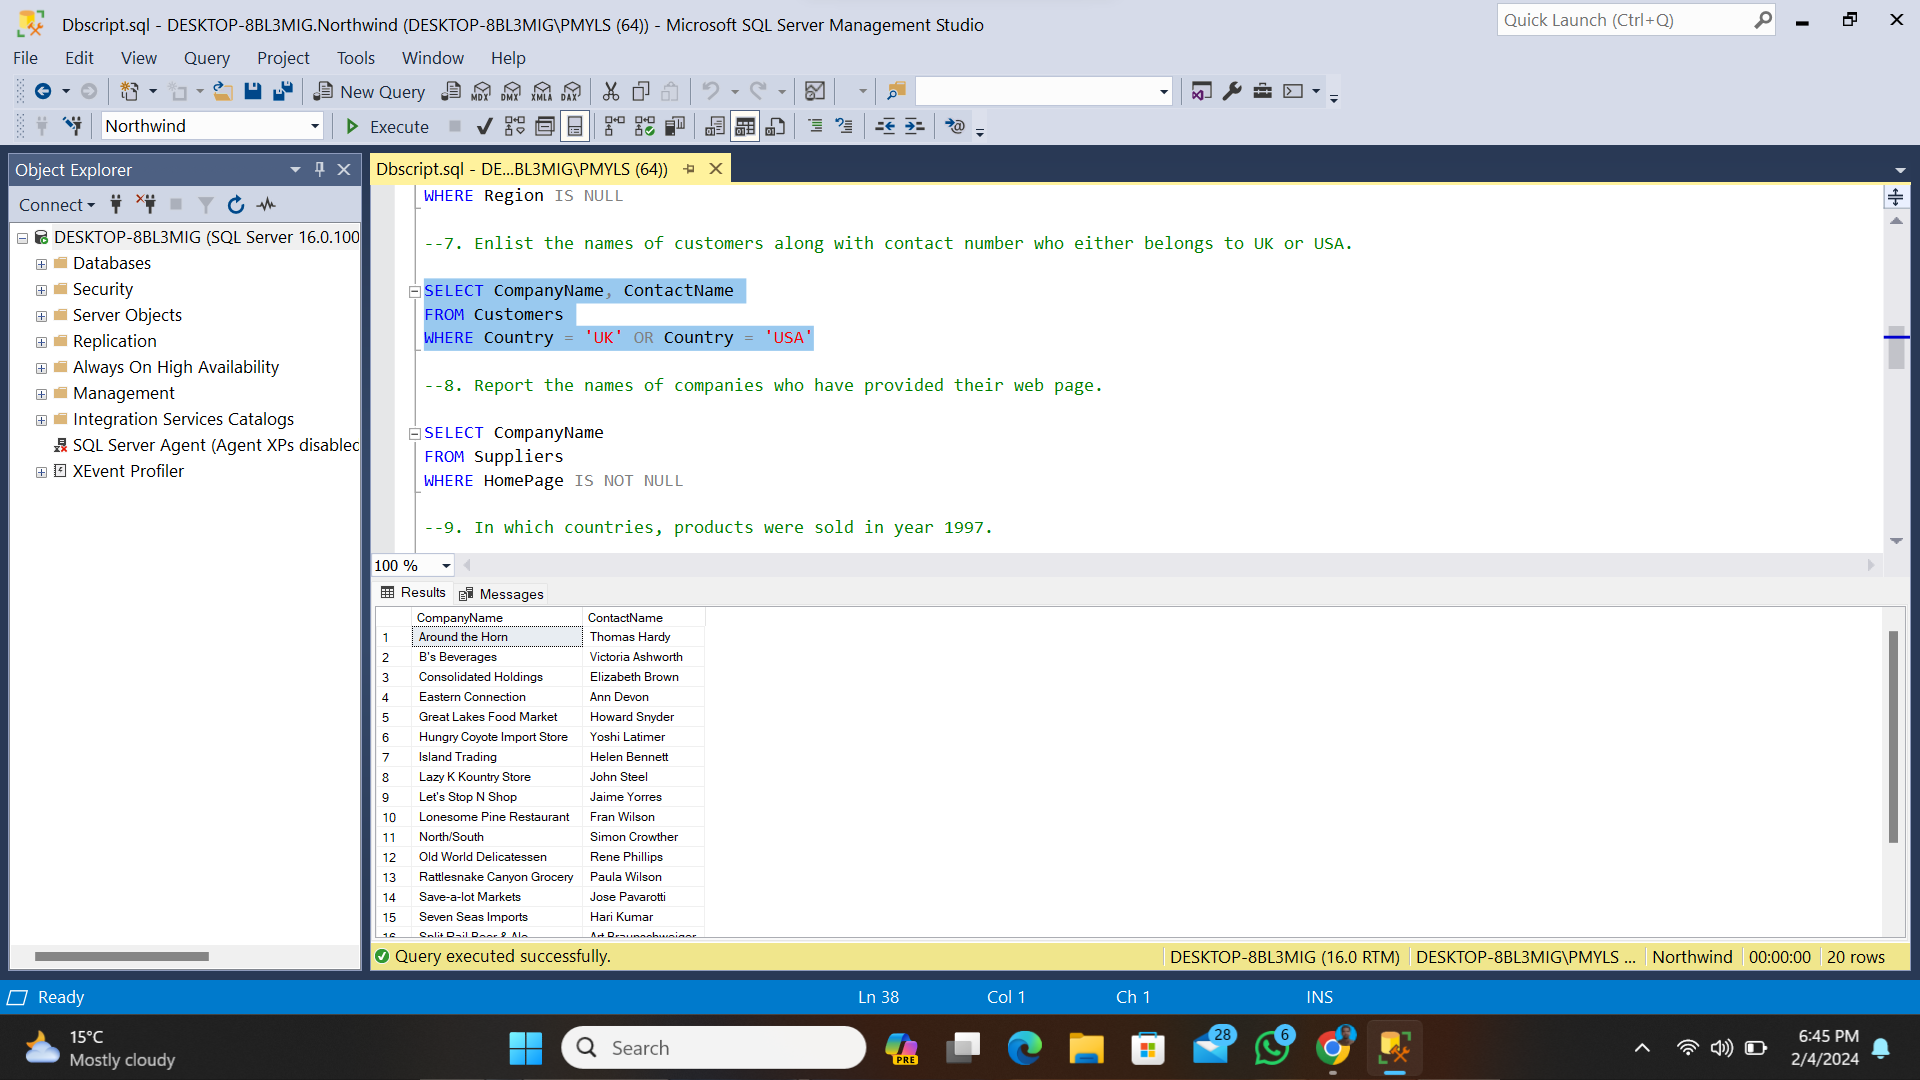 Dbscript.sql - DESKTOP-8BL3MIG.Northwind (DESKTOP-8BL3MIG\PMYLS (64)) - Microsoft SQL Server Management Studio
Quick Launch (Ctrl+Q)
File Edit View Query Project Tools Window Help
New Query MDX DMX XMLA DAX
Northwind Execute
Object Explorer
Connect
DESKTOP-8BL3MIG (SQL Server 16.0.100
Databases
Security
Server Objects
Replication
Always On High Availability
Management
Integration Services Catalogs
SQL Server Agent (Agent XPs disabled
XEvent Profiler
Dbscript.sql - DE...BL3MIG\PMYLS (64))
WHERE Region IS NULL
--7. Enlist the names of customers along with contact number who either belongs to UK or USA.
SELECT CompanyName, ContactName
FROM Customers
WHERE Country = 'UK' OR Country = 'USA'
--8. Report the names of companies who have provided their web page.
SELECT CompanyName
FROM Suppliers
WHERE HomePage IS NOT NULL
--9. In which countries, products were sold in year 1997.
100 %
Results Messages
CompanyName ContactName
1 Around the Horn Thomas Hardy
2 B's Beverages Victoria Ashworth
3 Consolidated Holdings Elizabeth Brown
4 Eastern Connection Ann Devon
5 Great Lakes Food Market Howard Snyder
6 Hungry Coyote Import Store Yoshi Latimer
7 Island Trading Helen Bennett
8 Lazy K Kountry Store John Steel
9 Let's Stop N Shop Jaime Yorres
10 Lonesome Pine Restaurant Fran Wilson
11 North/South Simon Crowther
12 Old World Delicatessen Rene Phillips
13 Rattlesnake Canyon Grocery Paula Wilson
14 Save-a-lot Markets Jose Pavarotti
15 Seven Seas Imports Hari Kumar
16 Split Rail Beer & Ale Art Braunschweiger
Query executed successfully. DESKTOP-8BL3MIG (16.0 RTM) DESKTOP-8BL3MIG\PMYLS ... Northwind 00:00:00 20 rows
Ready Ln 38 Col 1 Ch 1 INS
15°C
Mostly cloudy
Search
PRE
28
6
6:45 PM
2/4/2024